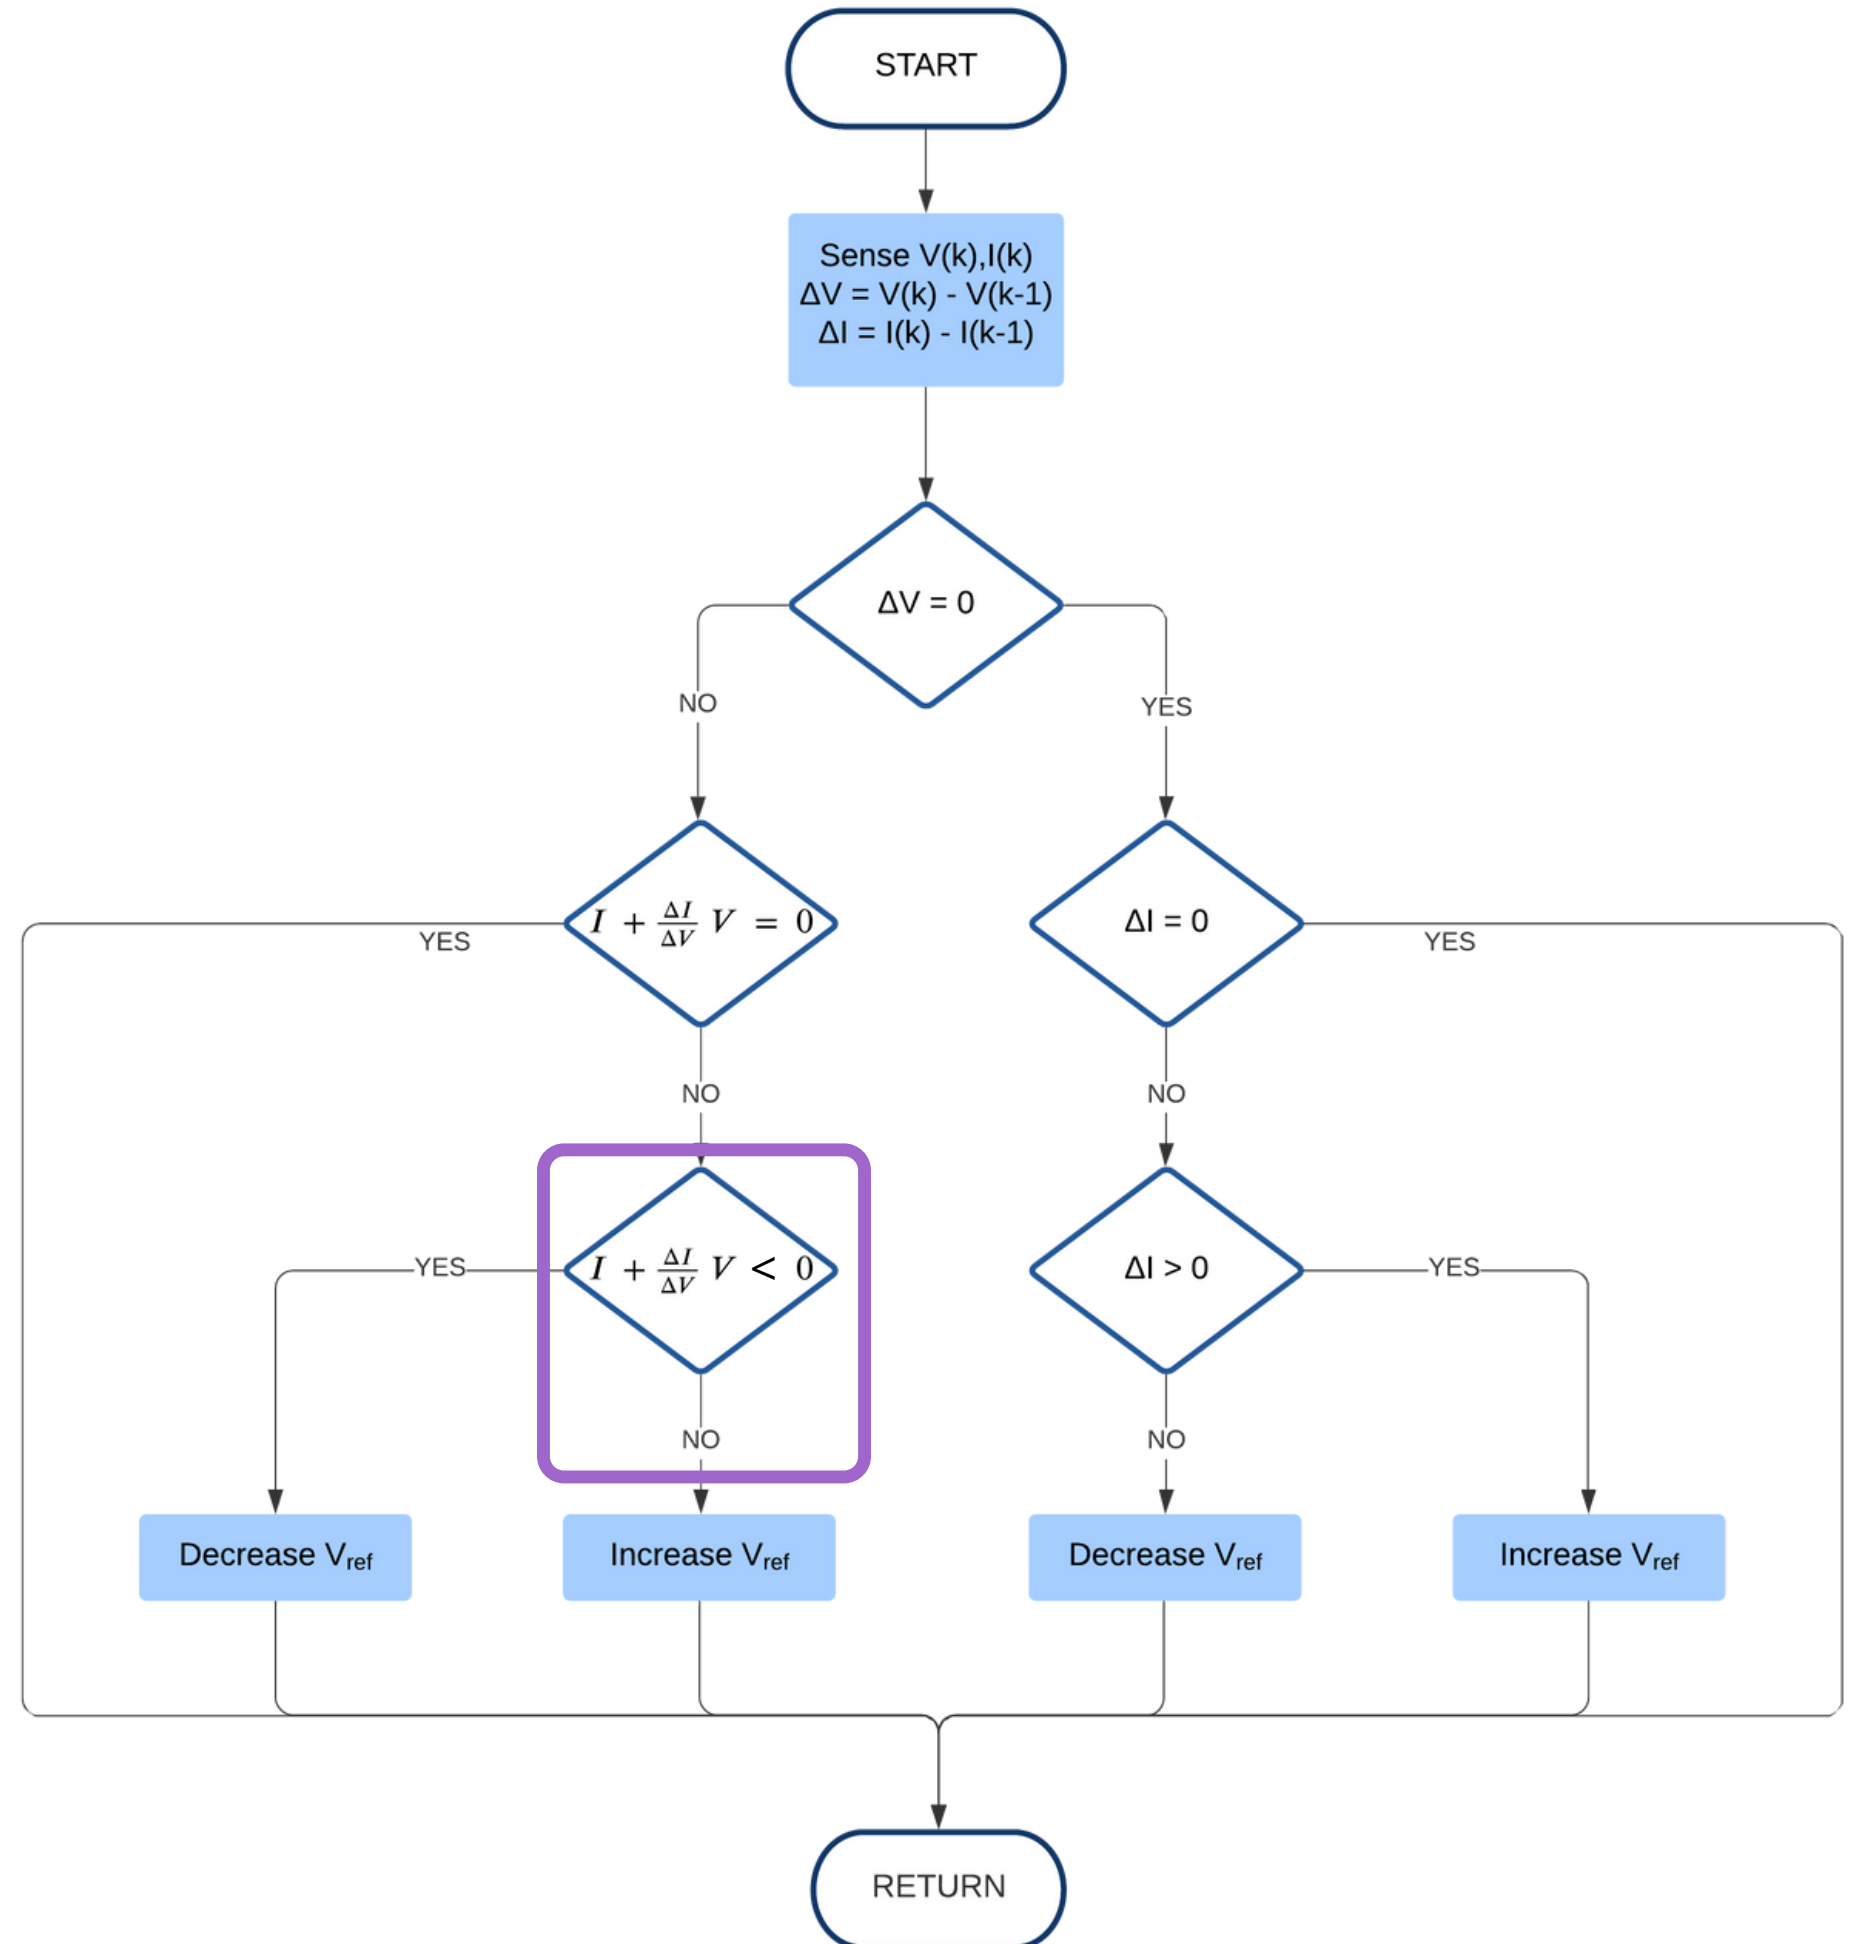 START
Sense V(k),I(k)
ΔV = V(k) - V(k-1)
ΔI = I(k) - I(k-1)
ΔV = 0
NO
YES
I + ΔI/ΔV V = 0
ΔI = 0
YES
YES
NO
NO
I + ΔI/ΔV V < 0
ΔI > 0
YES
YES
NO
NO
Decrease Vref
Increase Vref
Decrease Vref
Increase Vref
RETURN